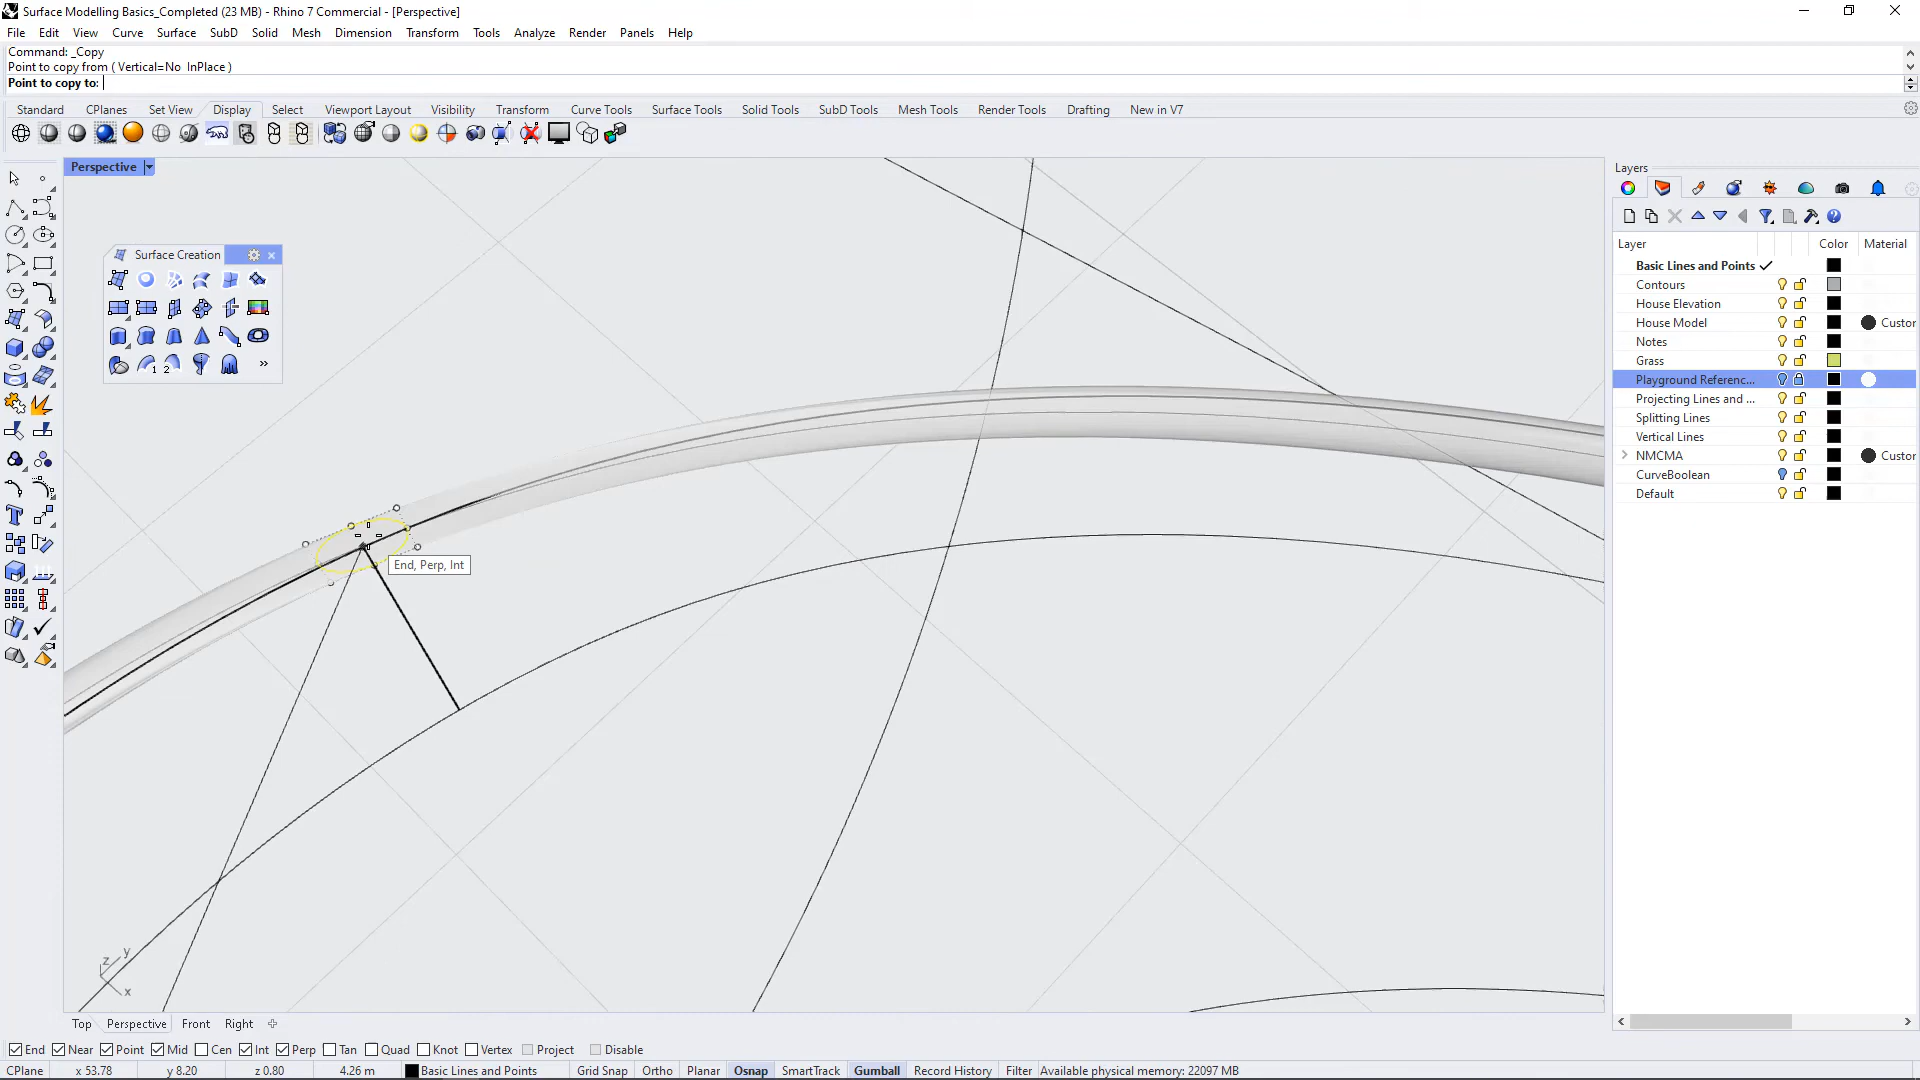 Surface Modelling Basics_Completed (23 MB) - Rhino 7 Commercial - [Perspective]
File Edit View Curve Surface SubD Solid Mesh Dimension Transform Tools Analyze Render Panels Help
Command: _Copy
Point to copy from ( Vertical=No InPlace )
Point to copy to:
Standard CPlanes Set View Display Select Viewport Layout Visibility Transform Curve Tools Surface Tools Solid Tools SubD Tools Mesh Tools Render Tools Drafting New in V7
Perspective
Layers
Surface Creation
1 2 »
Layer Color Material
Basic Lines and Points
Contours
House Elevation
House Model Custor
Notes
Grass
Playground Referenc...
Projecting Lines and ...
Splitting Lines
Vertical Lines
NMCMA Custor
CurveBoolean
Default
End, Perp, Int
z y
x
Top Perspective Front Right
End Near Point Mid Cen Int Perp Tan Quad Knot Vertex Project Disable
CPlane x 53.78 y 8.20 z 0.80 4.26 m Basic Lines and Points Grid Snap Ortho Planar Osnap SmartTrack Gumball Record History Filter Available physical memory: 22097 MB